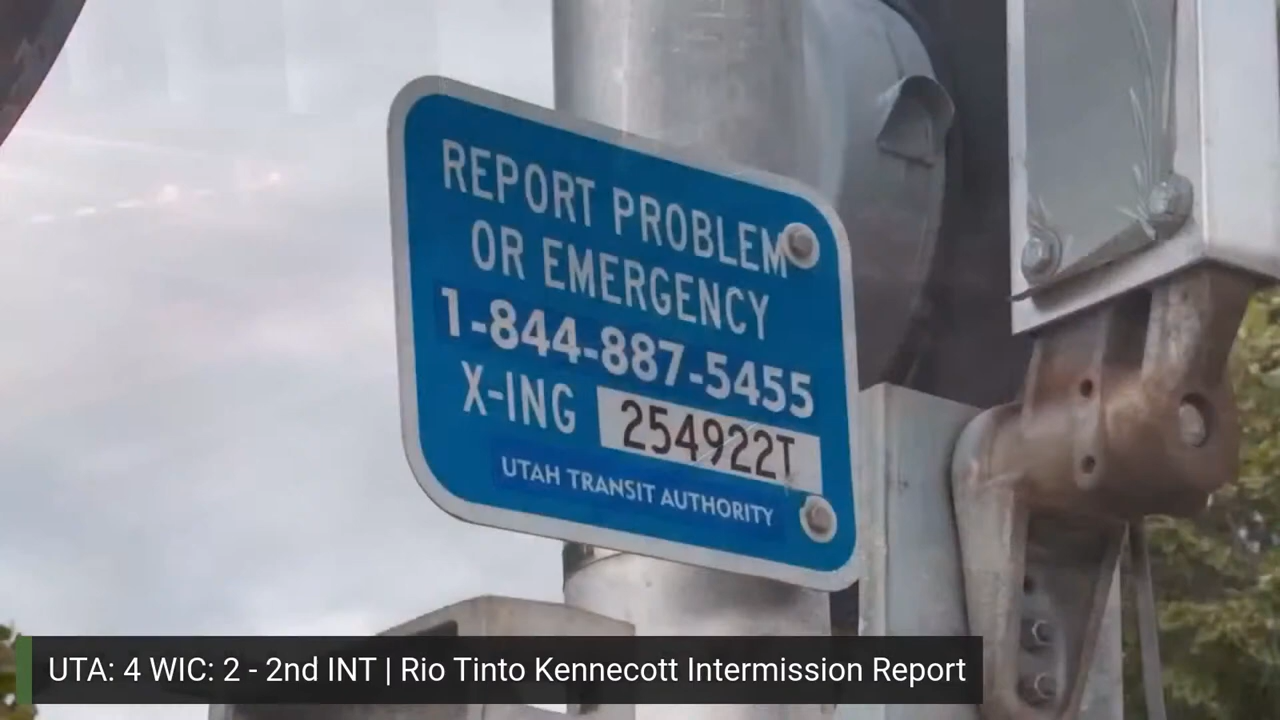 REPORT PROBLEM
OR EMERGENCY
1-844-887-5455
X-ING 254922T
UTAH TRANSIT AUTHORITY
UTA: 4 WIC: 2 - 2nd INT | Rio Tinto Kennecott Intermission Report